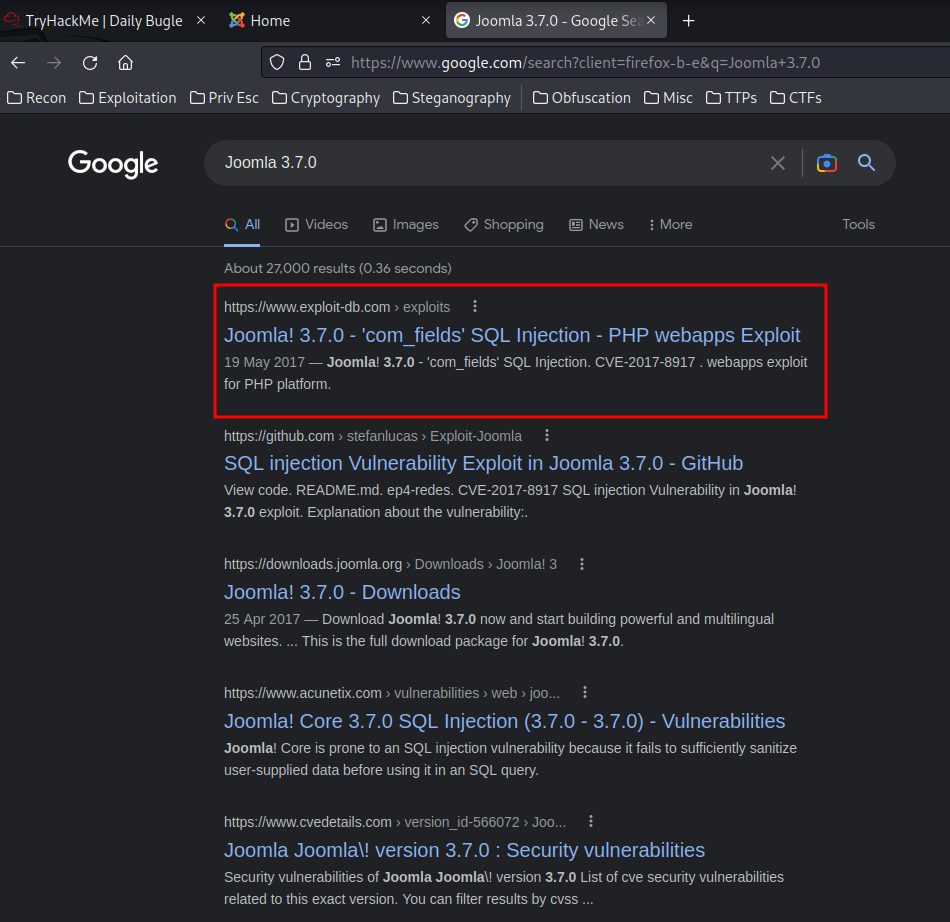 TryHackMe | Daily Bugle
Home
Joomla 3.7.0 - Google Sea
https://www.google.com/search?client=firefox-b-e&q=Joomla+3.7.0
Recon Exploitation Priv Esc Cryptography Steganography Obfuscation Misc TTPs CTFs
Google
Joomla 3.7.0
All Videos Images Shopping News More Tools
About 27,000 results (0.36 seconds)
https://www.exploit-db.com › exploits
Joomla! 3.7.0 - 'com_fields' SQL Injection - PHP webapps Exploit
19 May 2017 — Joomla! 3.7.0 - 'com_fields' SQL Injection. CVE-2017-8917 . webapps exploit
for PHP platform.
https://github.com › stefanlucas › Exploit-Joomla
SQL injection Vulnerability Exploit in Joomla 3.7.0 - GitHub
View code. README.md. ep4-redes. CVE-2017-8917 SQL injection Vulnerability in Joomla!
3.7.0 exploit. Explanation about the vulnerability:.
https://downloads.joomla.org › Downloads › Joomla! 3
Joomla! 3.7.0 - Downloads
25 Apr 2017 — Download Joomla! 3.7.0 now and start building powerful and multilingual
websites. ... This is the full download package for Joomla! 3.7.0.
https://www.acunetix.com › vulnerabilities › web › joo...
Joomla! Core 3.7.0 SQL Injection (3.7.0 - 3.7.0) - Vulnerabilities
Joomla! Core is prone to an SQL injection vulnerability because it fails to sufficiently sanitize
user-supplied data before using it in an SQL query.
https://www.cvedetails.com › version_id-566072 › Joo...
Joomla Joomla\! version 3.7.0 : Security vulnerabilities
Security vulnerabilities of Joomla Joomla\! version 3.7.0 List of cve security vulnerabilities
related to this exact version. You can filter results by cvss ...